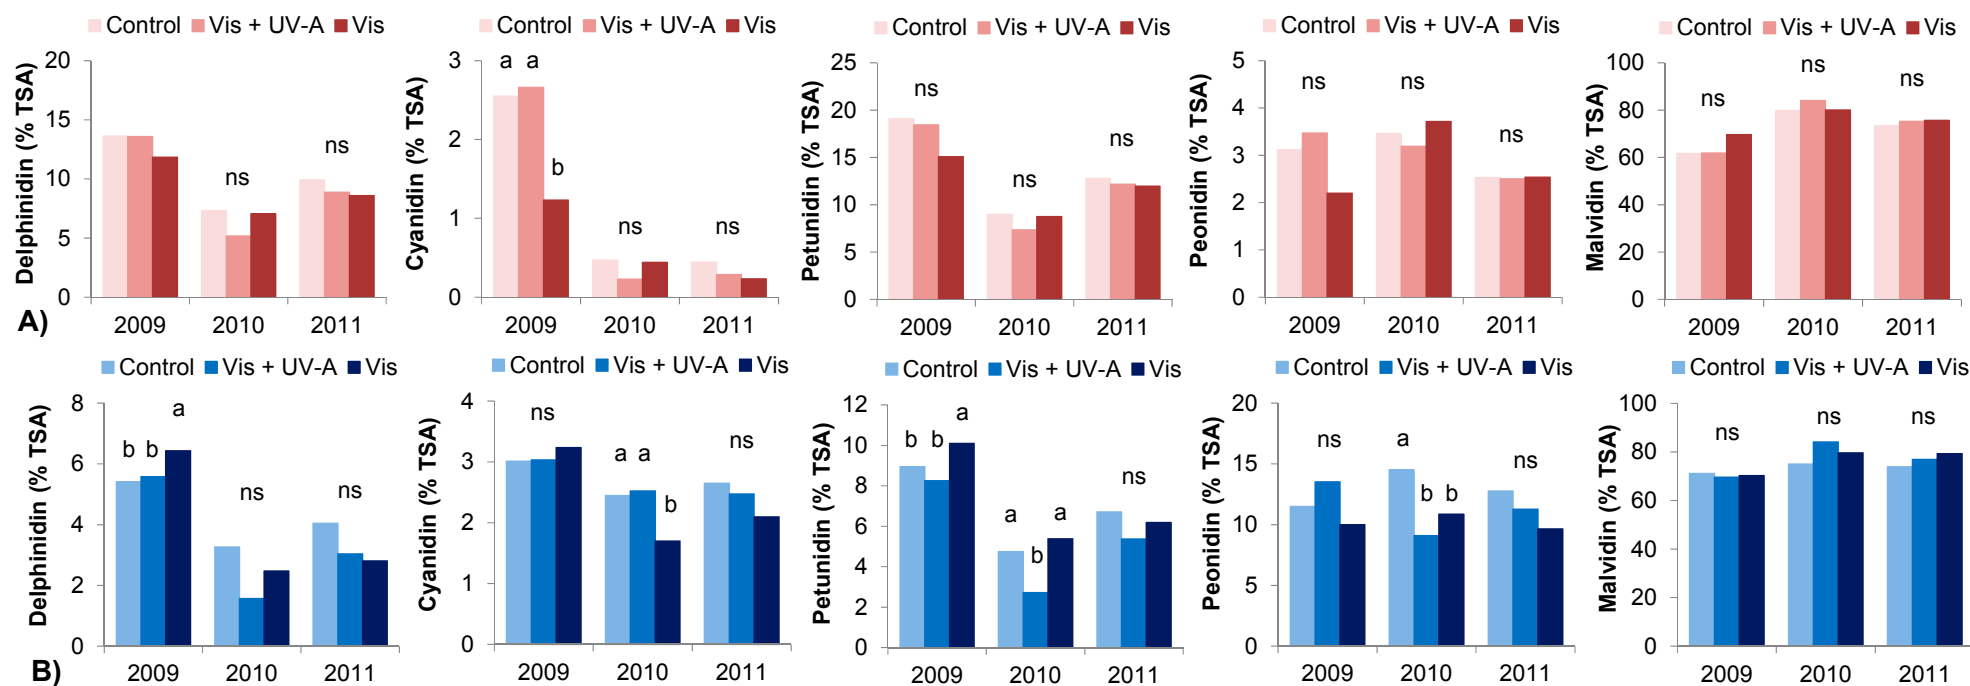 Control Vis + UV-A Vis
Delphinidin (% TSA)
20
15
10
5
0
ns
ns
2009 2010 2011
Control Vis + UV-A Vis
Cyanidin (% TSA)
3
2
1
0
a a
b
ns
ns
2009 2010 2011
Control Vis + UV-A Vis
Petunidin (% TSA)
25
20
15
10
5
0
ns
ns
ns
2009 2010 2011
Control Vis + UV-A Vis
Peonidin (% TSA)
5
4
3
2
1
0
ns
ns
ns
2009 2010 2011
Control Vis + UV-A Vis
Malvidin (% TSA)
100
80
60
40
20
0
ns
ns
ns
2009 2010 2011
A)
Control Vis + UV-A Vis
Delphinidin (% TSA)
8
6
4
2
0
b b a
ns
ns
2009 2010 2011
Control Vis + UV-A Vis
Cyanidin (% TSA)
4
3
2
1
0
ns
a a b
ns
2009 2010 2011
Control Vis + UV-A Vis
Petunidin (% TSA)
12
10
8
6
4
2
0
b b a
a b a
ns
2009 2010 2011
Control Vis + UV-A Vis
Peonidin (% TSA)
20
15
10
5
0
ns
a b b
ns
2009 2010 2011
Control Vis + UV-A Vis
Malvidin (% TSA)
100
80
60
40
20
0
ns
ns
ns
2009 2010 2011
B)